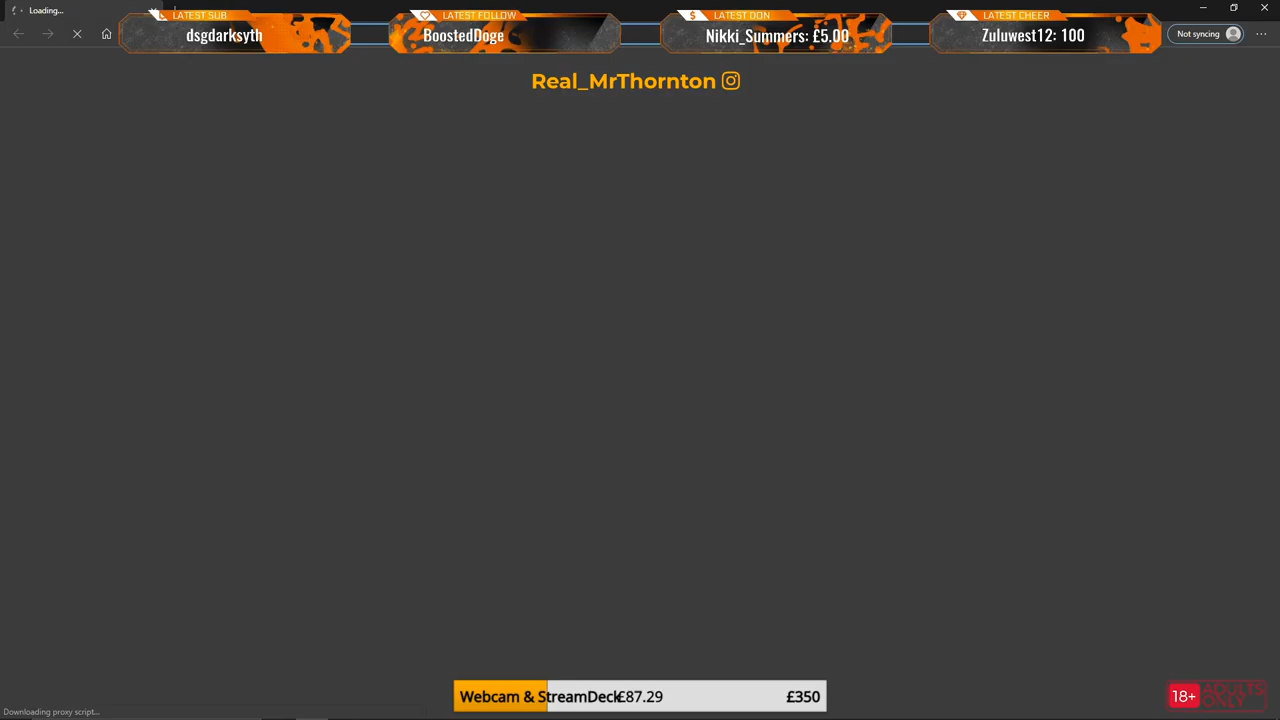 Loading...
LATEST SUB
dsgdarksyth
LATEST FOLLOW
BoostedDoge
LATEST DON
Nikki_Summers: £5.00
LATEST CHEER
Zuluwest12: 100
Not syncing
Real_MrThornton
Webcam & StreamDeck £87.29 £350
18+ ADULTS ONLY
Downloading proxy script...